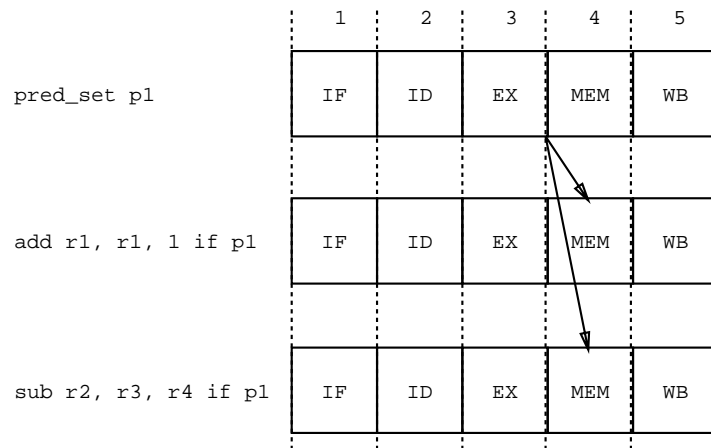 1 2 3 4 5
pred_set p1 IF ID EX MEM WB
add r1, r1, 1 if p1 IF ID EX MEM WB
sub r2, r3, r4 if p1 IF ID EX MEM WB